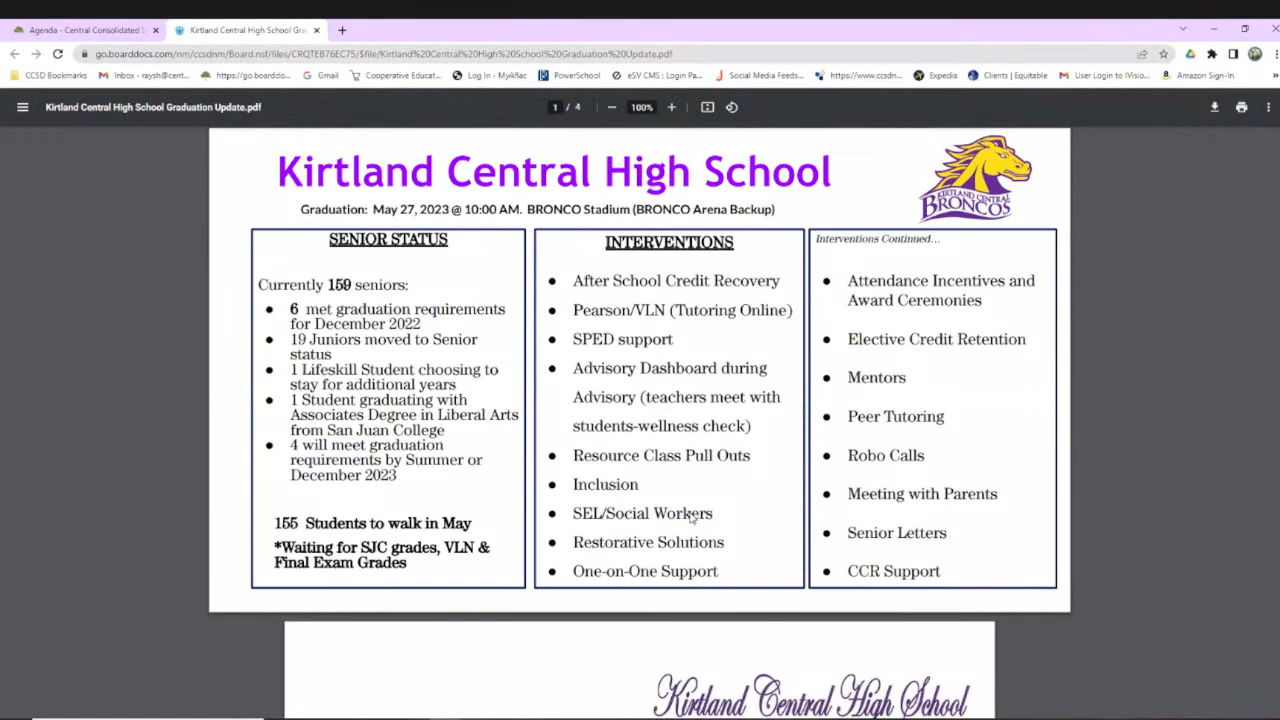 Agenda - Central Consolidated S
Kirtland Central High School Gra
go.boarddocs.com/nm/ccsdnm/Board.nsf/files/CRQTEB76EC75/$file/Kirtland%20Central%20High%20School%20Graduation%20Update.pdf
CCSD Bookmarks
Inbox - raysh@cent...
https://go.boarddo...
Gmail
Cooperative Educat...
Log In - MyAflac
PowerSchool
eSV CMS : Login Pa...
Social Media Feeds...
https://www.ccsdn...
Expedia
Clients | Equitable
User Login to iVisio...
Amazon Sign-In
Kirtland Central High School Graduation Update.pdf
1 / 4
100%
Kirtland Central High School
KIRTLAND CENTRAL
BRONCOS
Graduation: May 27, 2023 @ 10:00 AM. BRONCO Stadium (BRONCO Arena Backup)
SENIOR STATUS
Currently 159 seniors:
6 met graduation requirements
for December 2022
19 Juniors moved to Senior
status
1 Lifeskill Student choosing to
stay for additional years
1 Student graduating with
Associates Degree in Liberal Arts
from San Juan College
4 will meet graduation
requirements by Summer or
December 2023
155 Students to walk in May
*Waiting for SJC grades, VLN &
Final Exam Grades
INTERVENTIONS
After School Credit Recovery
Pearson/VLN (Tutoring Online)
SPED support
Advisory Dashboard during
Advisory (teachers meet with
students-wellness check)
Resource Class Pull Outs
Inclusion
SEL/Social Workers
Restorative Solutions
One-on-One Support
Interventions Continued...
Attendance Incentives and
Award Ceremonies
Elective Credit Retention
Mentors
Peer Tutoring
Robo Calls
Meeting with Parents
Senior Letters
CCR Support
Kirtland Central High School